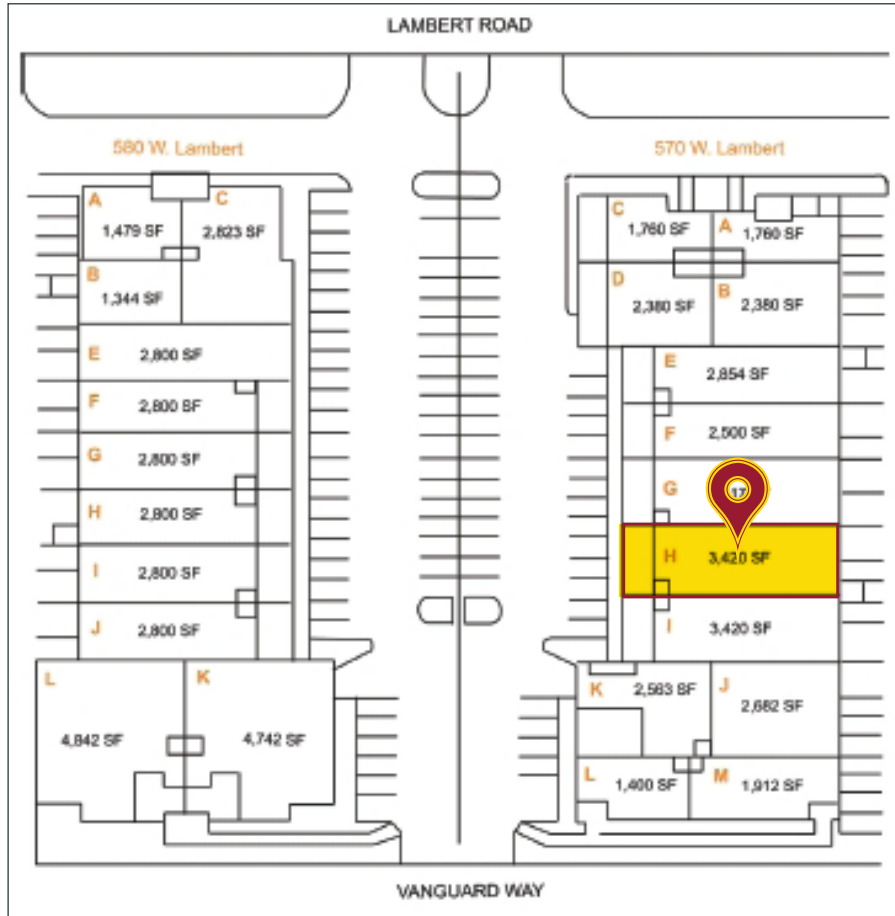 LAMBERT ROAD
580 W. Lambert
570 W. Lambert
A
C
1,479 SF
2,823 SF
B
1,344 SF
E
2,800 SF
F
2,800 SF
G
2,800 SF
H
2,800 SF
I
2,800 SF
J
2,800 SF
L
K
4,842 SF
4,742 SF
C
A
1,760 SF
1,760 SF
D
B
2,380 SF
2,380 SF
E
2,854 SF
F
2,500 SF
G
H
3,420 SF
I
3,420 SF
K
2,563 SF
J
2,682 SF
L
M
1,400 SF
1,912 SF
VANGUARD WAY